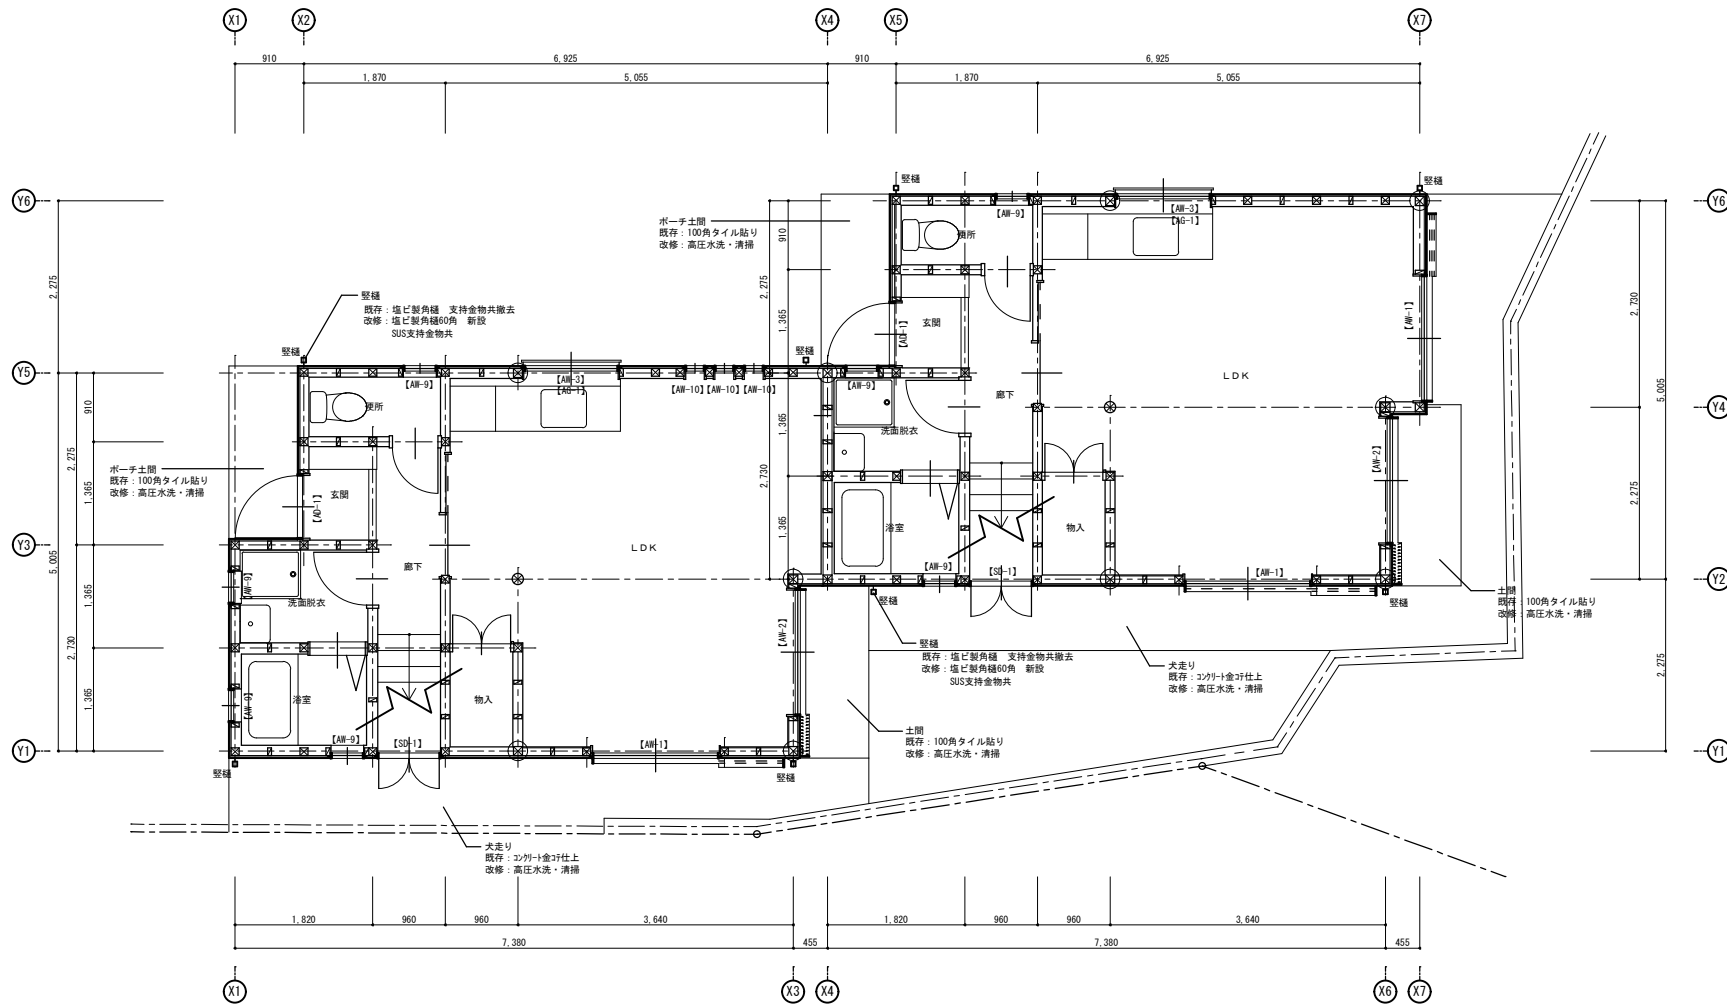 X1
X2
X4
X5
X7
910
6,925
910
6,925
1,870
5,055
1,870
5,055
Y6
Y5
Y3
Y1
2,275
5,005
910
2,275
1,365
1,365
2,730
1,365
Y6
Y4
Y2
Y1
2,730
5,005
2,275
2,275
910
2,275
1,365
1,365
2,730
1,365
竪樋
竪樋
ポーチ土間
既存：100角タイル貼り
改修：高圧水洗・清掃
【AW-9】
【AW-3】
【AG-1】
便所
玄関
【AD-1】
【AW-1】
LDK
廊下
【AW-9】
洗面脱衣
浴室
物入
【AW-2】
【AW-9】
【SD-1】
【AW-1】
竪樋
土間
既存：100角タイル貼り
改修：高圧水洗・清掃
竪樋
既存：塩ビ製角樋　支持金物共撤去
改修：塩ビ製角樋60角　新設
SUS支持金物共
竪樋
竪樋
【AW-9】
【AW-3】
【AG-1】
【AW-10】
【AW-10】
【AW-10】
便所
ポーチ土間
既存：100角タイル貼り
改修：高圧水洗・清掃
玄関
【AD-1】
LDK
廊下
【AW-9】
洗面脱衣
【AW-2】
【AW-9】
浴室
物入
【AW-9】
【SD-1】
【AW-1】
竪樋
竪樋
竪樋
既存：塩ビ製角樋　支持金物共撤去
改修：塩ビ製角樋60角　新設
SUS支持金物共
犬走り
既存：ｺﾝｸﾘｰﾄ金ｺﾃ仕上
改修：高圧水洗・清掃
土間
既存：100角タイル貼り
改修：高圧水洗・清掃
犬走り
既存：ｺﾝｸﾘｰﾄ金ｺﾃ仕上
改修：高圧水洗・清掃
1,820
960
960
3,640
1,820
960
960
3,640
7,380
455
7,380
455
X1
X3
X4
X6
X7